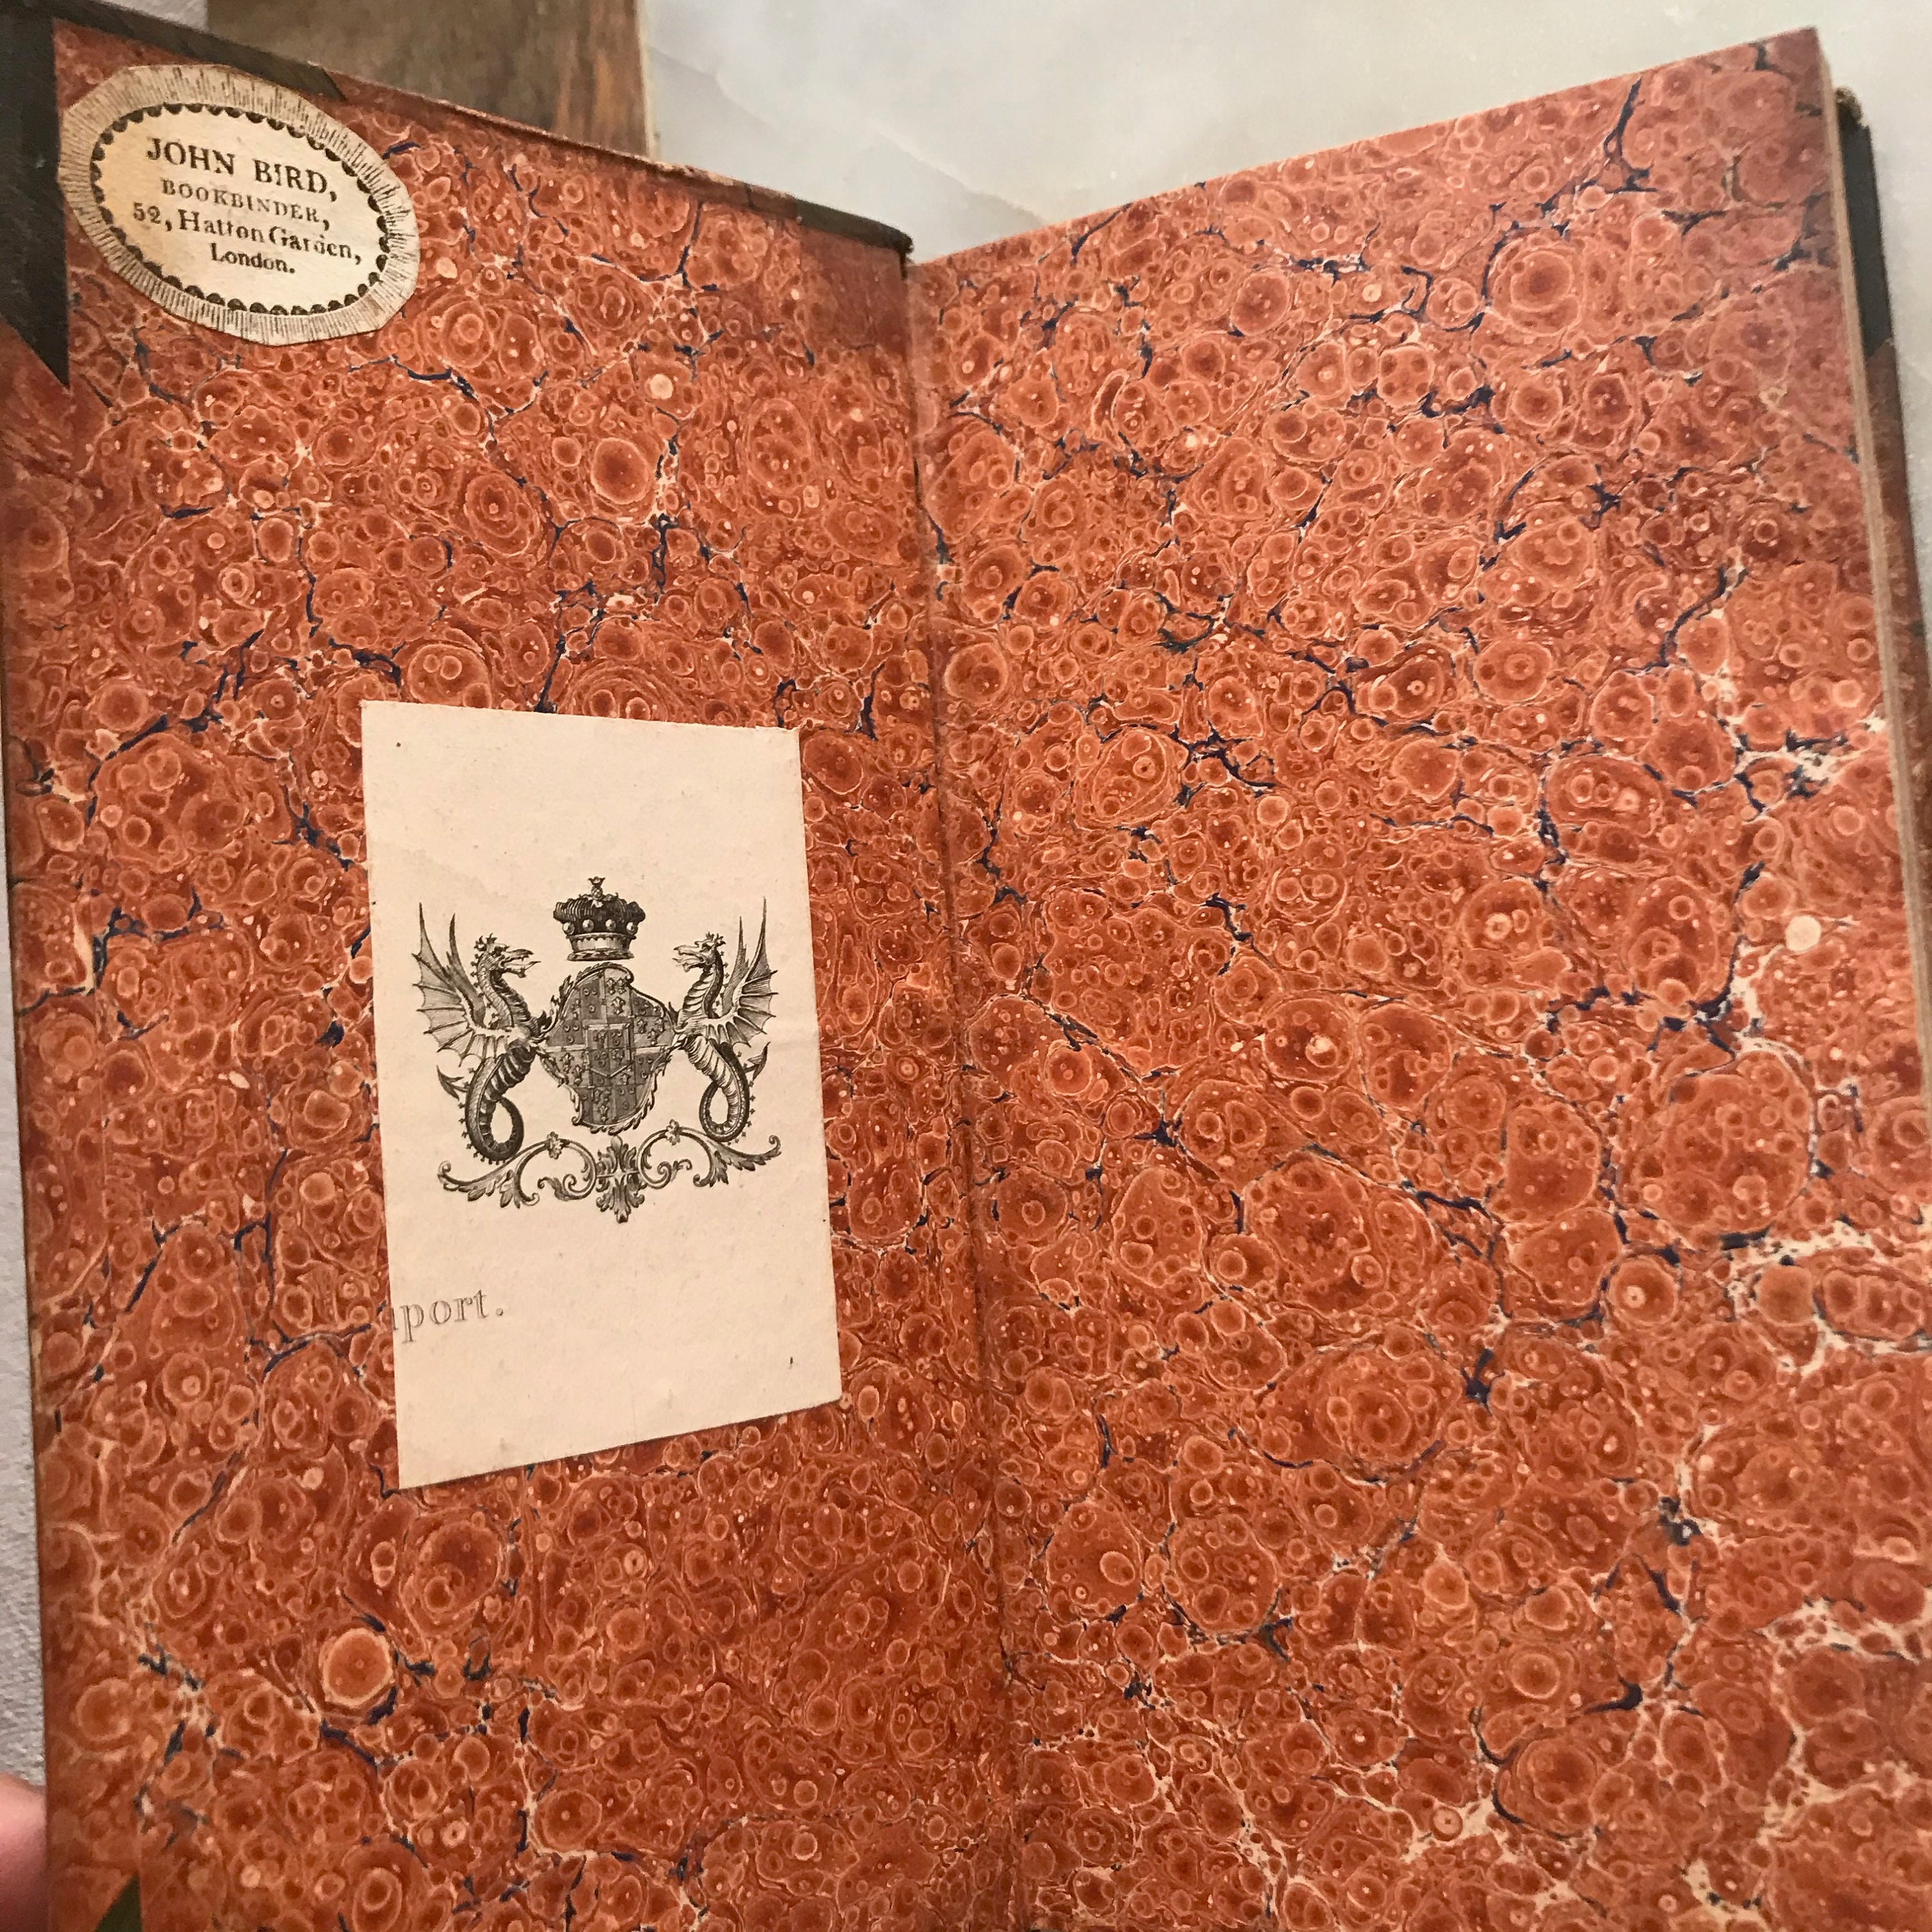 JOHN BIRD,
BOOKBINDER,
52, Hatton Garden,
London.
port.